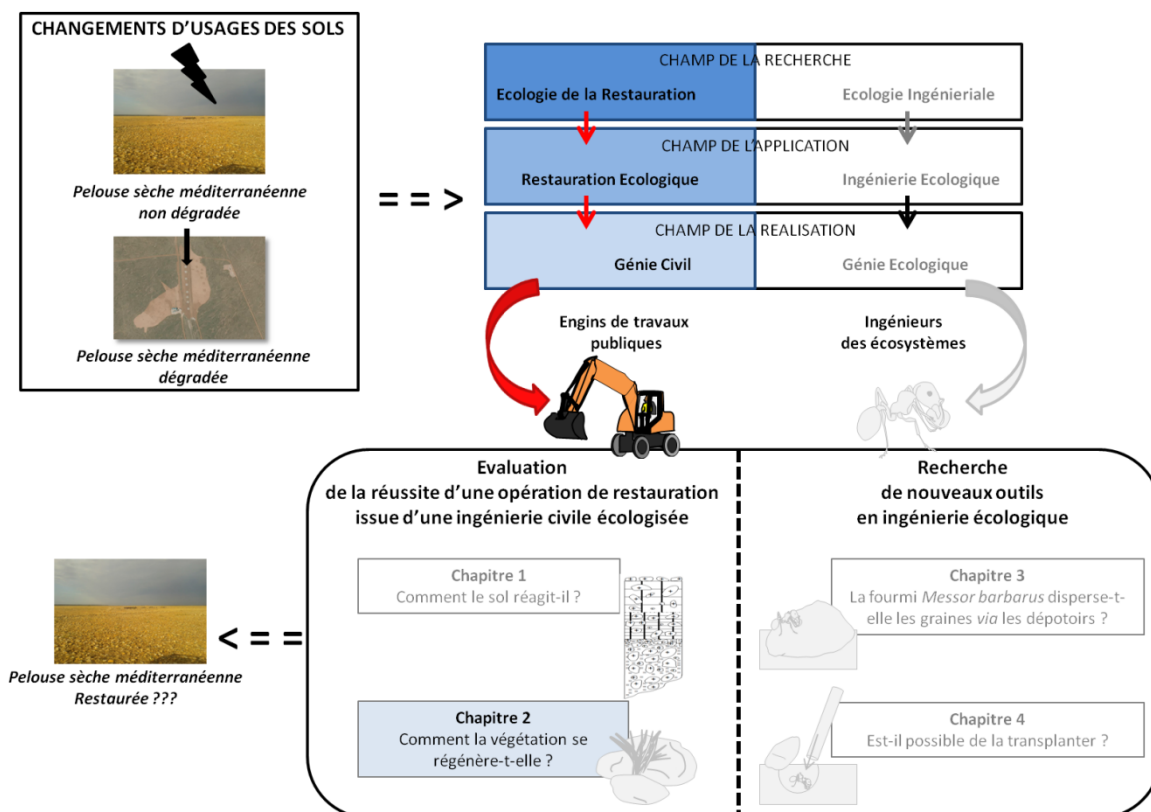 CHANGEMENTS D'USAGES DES SOLS
Pelouse sèche méditerranéenne
non dégradée
Pelouse sèche méditerranéenne
dégradée
= = >
CHAMP DE LA RECHERCHE
Ecologie de la Restauration
Ecologie Ingénieriale
CHAMP DE L'APPLICATION
Restauration Ecologique
Ingénierie Ecologique
CHAMP DE LA REALISATION
Génie Civil
Génie Ecologique
Engins de travaux
publiques
Ingénieurs
des écosystèmes
Evaluation
de la réussite d'une opération de restauration
issue d'une ingénierie civile écologisée
Chapitre 1
Comment le sol réagit-il ?
Chapitre 2
Comment la végétation se
régénère-t-elle ?
Recherche
de nouveaux outils
en ingénierie écologique
Chapitre 3
La fourmi Messor barbarus disperse-t-
elle les graines via les dépotoirs ?
Chapitre 4
Est-il possible de la transplanter ?
< = =
Pelouse sèche méditerranéenne
Restaurée ???